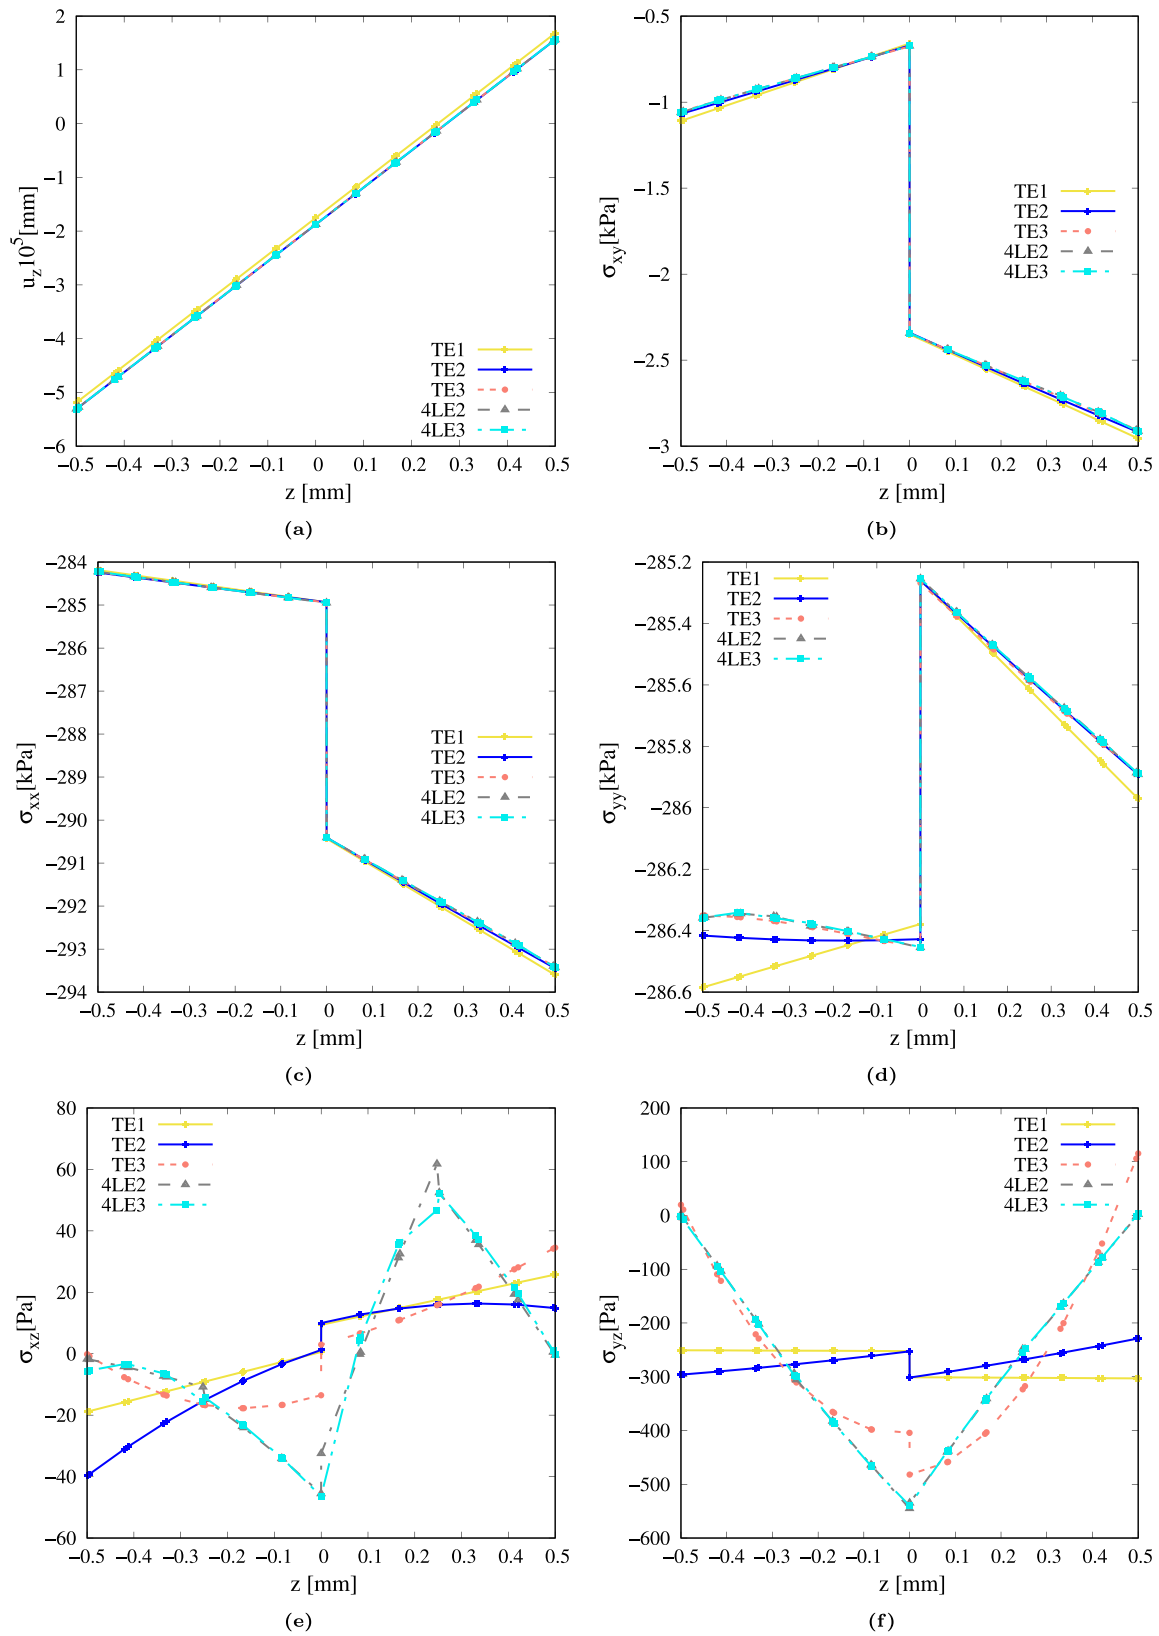 2
1
0
−1
−2
−3
−4
−5
−6
u_z10^5[mm]
TE1
TE2
TE3
4LE2
4LE3
−0.5 −0.4 −0.3 −0.2 −0.1 0 0.1 0.2 0.3 0.4 0.5
z [mm]
(a)
−0.5
−1
−1.5
−2
−2.5
−3
σ_xy[kPa]
TE1
TE2
TE3
4LE2
4LE3
−0.5 −0.4 −0.3 −0.2 −0.1 0 0.1 0.2 0.3 0.4 0.5
z [mm]
(b)
−284
−285
−286
−287
−288
−289
−290
−291
−292
−293
−294
σ_xx[kPa]
TE1
TE2
TE3
4LE2
4LE3
−0.5 −0.4 −0.3 −0.2 −0.1 0 0.1 0.2 0.3 0.4 0.5
z [mm]
(c)
−285.2
−285.4
−285.6
−285.8
−286
−286.2
−286.4
−286.6
σ_yy[kPa]
TE1
TE2
TE3
4LE2
4LE3
−0.5 −0.4 −0.3 −0.2 −0.1 0 0.1 0.2 0.3 0.4 0.5
z [mm]
(d)
80
60
40
20
0
−20
−40
−60
σ_xz[Pa]
TE1
TE2
TE3
4LE2
4LE3
−0.5 −0.4 −0.3 −0.2 −0.1 0 0.1 0.2 0.3 0.4 0.5
z [mm]
(e)
200
100
0
−100
−200
−300
−400
−500
−600
σ_yz[Pa]
TE1
TE2
TE3
4LE2
4LE3
−0.5 −0.4 −0.3 −0.2 −0.1 0 0.1 0.2 0.3 0.4 0.5
z [mm]
(f)